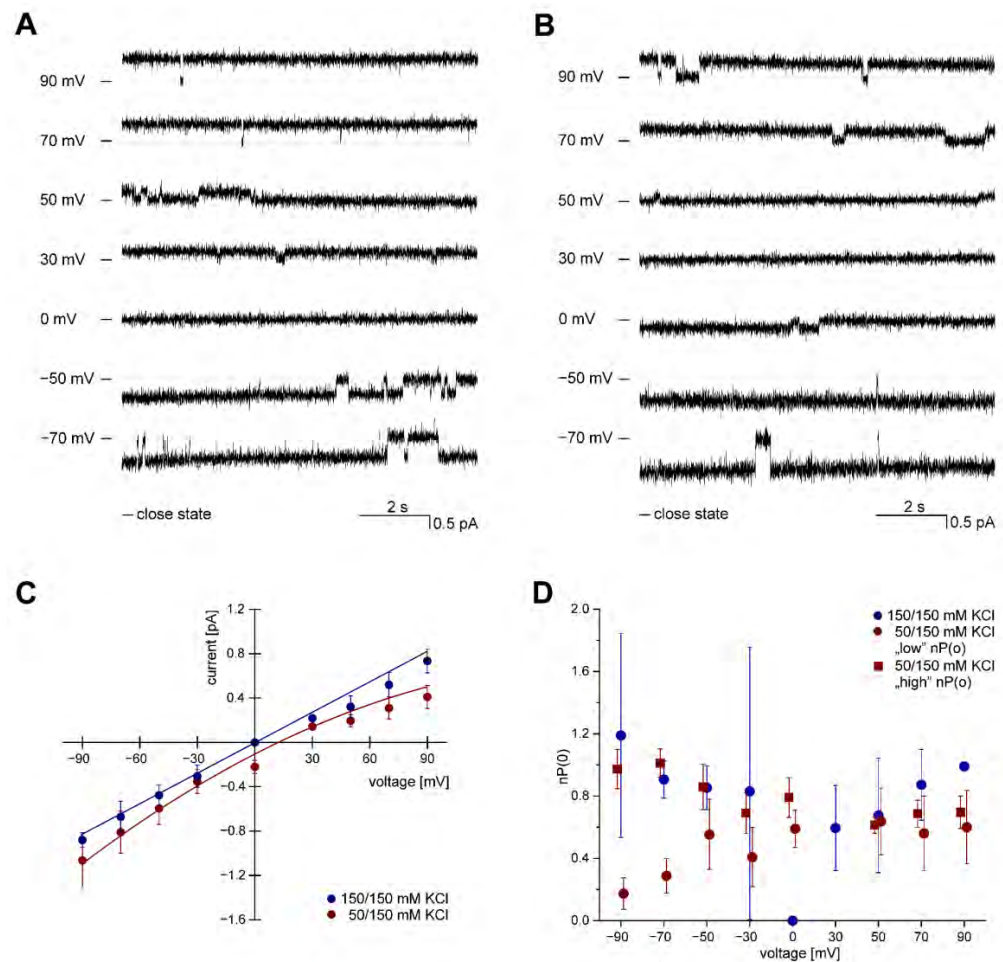 A
90 mV –
70 mV –
50 mV –
30 mV –
0 mV –
−50 mV –
−70 mV –
– close state
2 s
0.5 pA
B
90 mV –
70 mV –
50 mV –
30 mV –
0 mV –
−50 mV –
−70 mV –
– close state
2 s
0.5 pA
C
current [pA]
1.2
0.8
0.4
−0.4
−0.8
−1.2
−1.6
−90 −60 −30 0 30 60 90
voltage [mV]
150/150 mM KCl
50/150 mM KCl
D
nP(0)
2.0
1.6
1.2
0.8
0.4
0.0
−90 −70 −50 −30 0 30 50 70 90
voltage [mV]
150/150 mM KCl
50/150 mM KCl
„low" nP(o)
50/150 mM KCl
„high" nP(o)